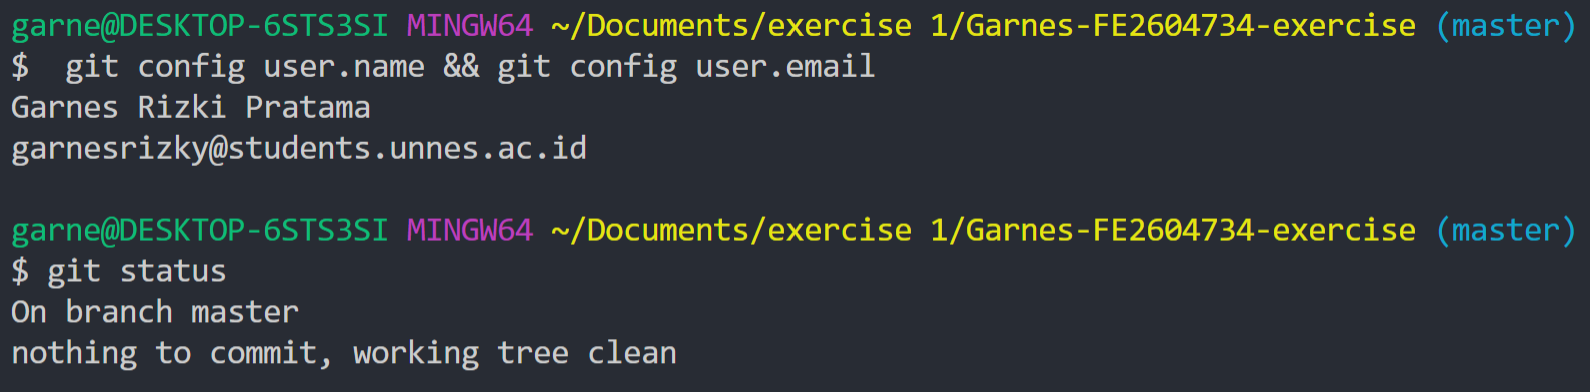 garne@DESKTOP-6STS3SI MINGW64 ~/Documents/exercise 1/Garnes-FE2604734-exercise (master)
$  git config user.name && git config user.email
Garnes Rizki Pratama
garnesrizky@students.unnes.ac.id
garne@DESKTOP-6STS3SI MINGW64 ~/Documents/exercise 1/Garnes-FE2604734-exercise (master)
$ git status
On branch master
nothing to commit, working tree clean